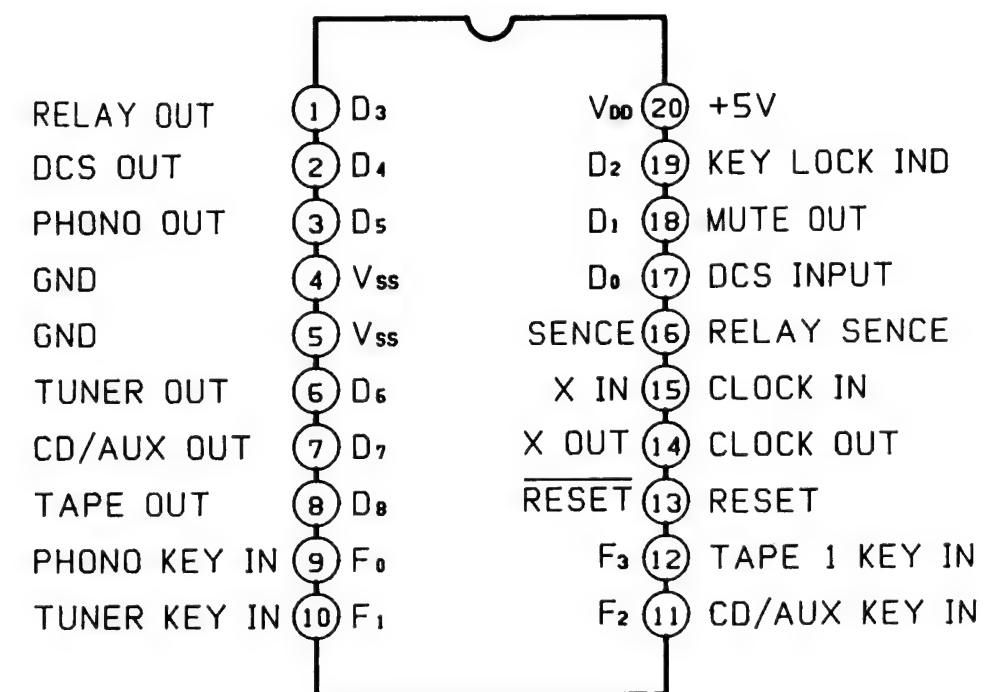 RELAY OUT 1 D3 VDD 20 +5V
DCS OUT 2 D4 D2 19 KEY LOCK IND
PHONO OUT 3 D5 D1 18 MUTE OUT
GND 4 Vss D0 17 DCS INPUT
GND 5 Vss SENCE 16 RELAY SENCE
TUNER OUT 6 D6 X IN 15 CLOCK IN
CD/AUX OUT 7 D7 X OUT 14 CLOCK OUT
TAPE OUT 8 D8 RESET 13 RESET
PHONO KEY IN 9 F0 F3 12 TAPE 1 KEY IN
TUNER KEY IN 10 F1 F2 11 CD/AUX KEY IN